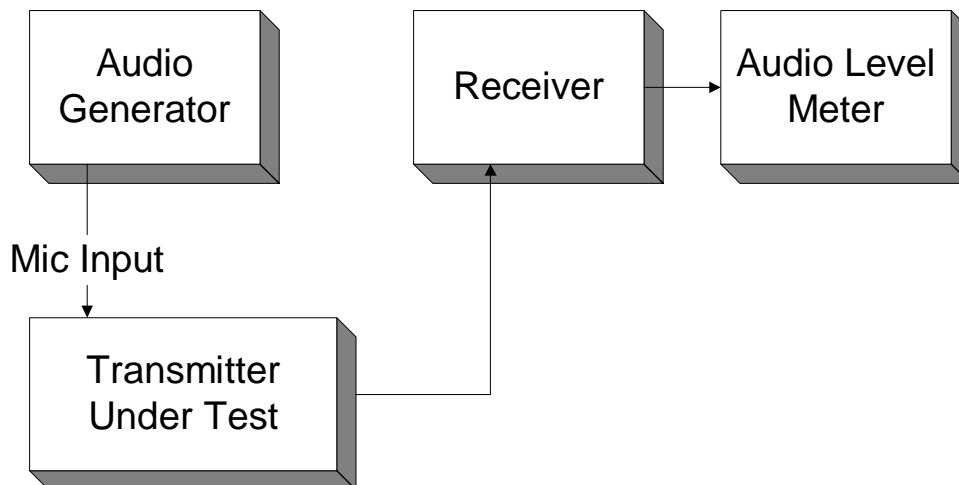 Audio
Generator
Receiver
Audio Level
Meter
Mic Input
Transmitter
Under Test